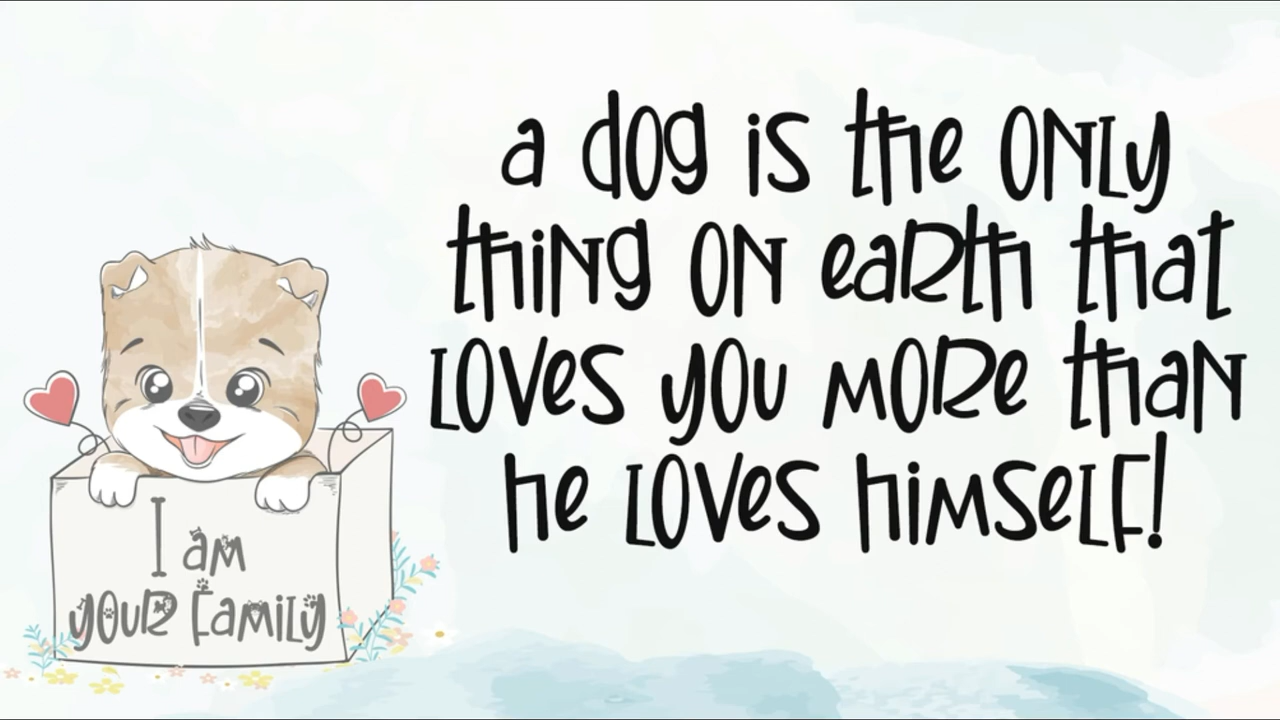 a dog is the ONLy
thiNg ON eaRth that
LOVes yOu MORe thaN
he LOVes hiMseLF!
I aM
yOuR FaMiLy